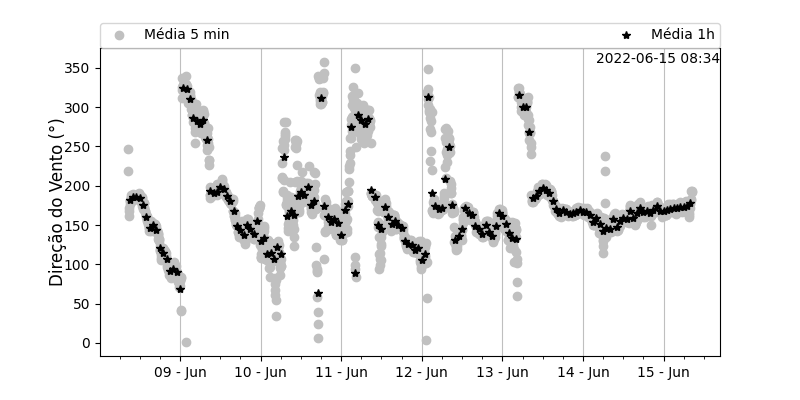 Média 5 min
Média 1h
2022-06-15 08:34
Direção do Vento (°)
350
300
250
200
150
100
50
0
09 - Jun
10 - Jun
11 - Jun
12 - Jun
13 - Jun
14 - Jun
15 - Jun